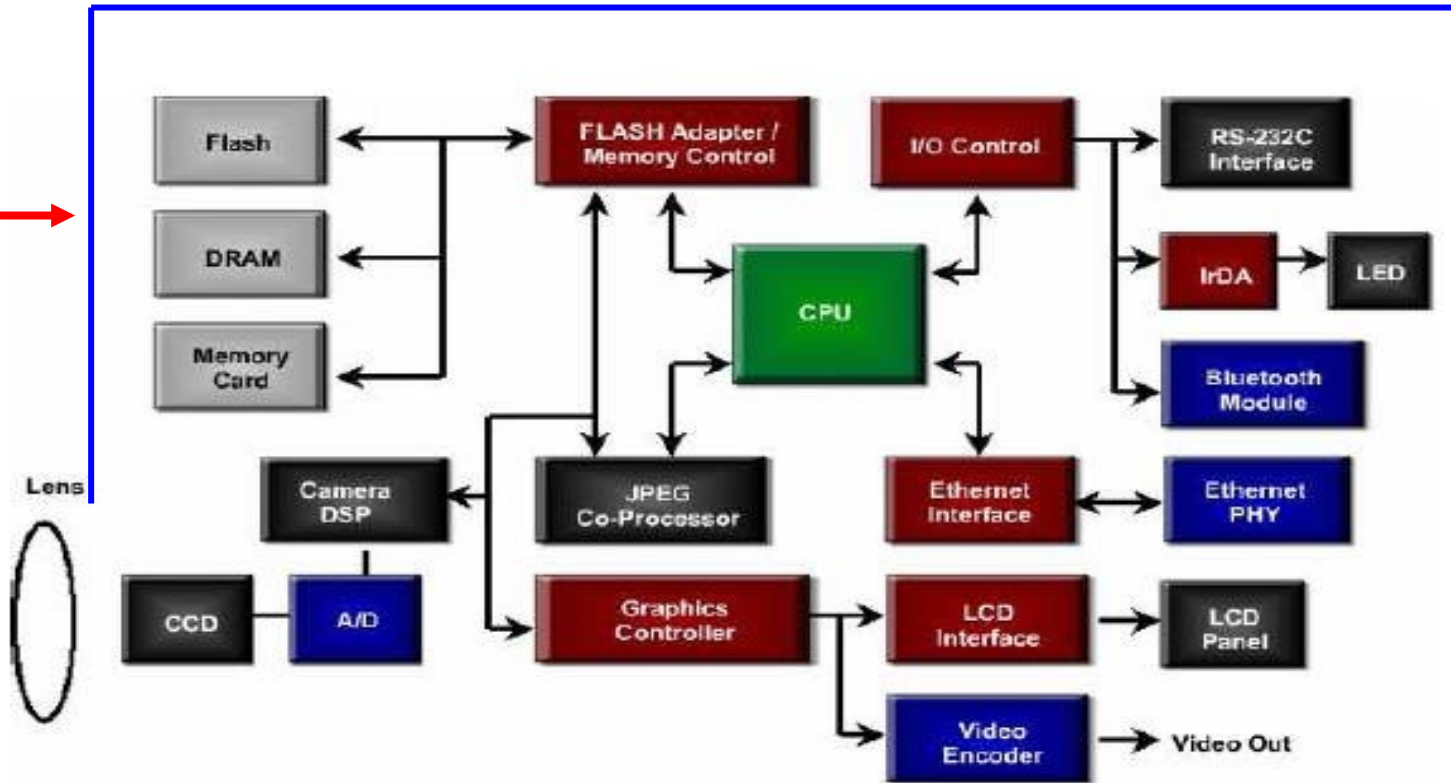 Flash
FLASH Adapter /
Memory Control
I/O Control
RS-232C
Interface
DRAM
CPU
IrDA
LED
Memory
Card
Bluetooth
Module
Lens
Camera
DSP
JPEG
Co-Processor
Ethernet
Interface
Ethernet
PHY
CCD
A/D
Graphics
Controller
LCD
Interface
LCD
Panel
Video
Encoder
Video Out